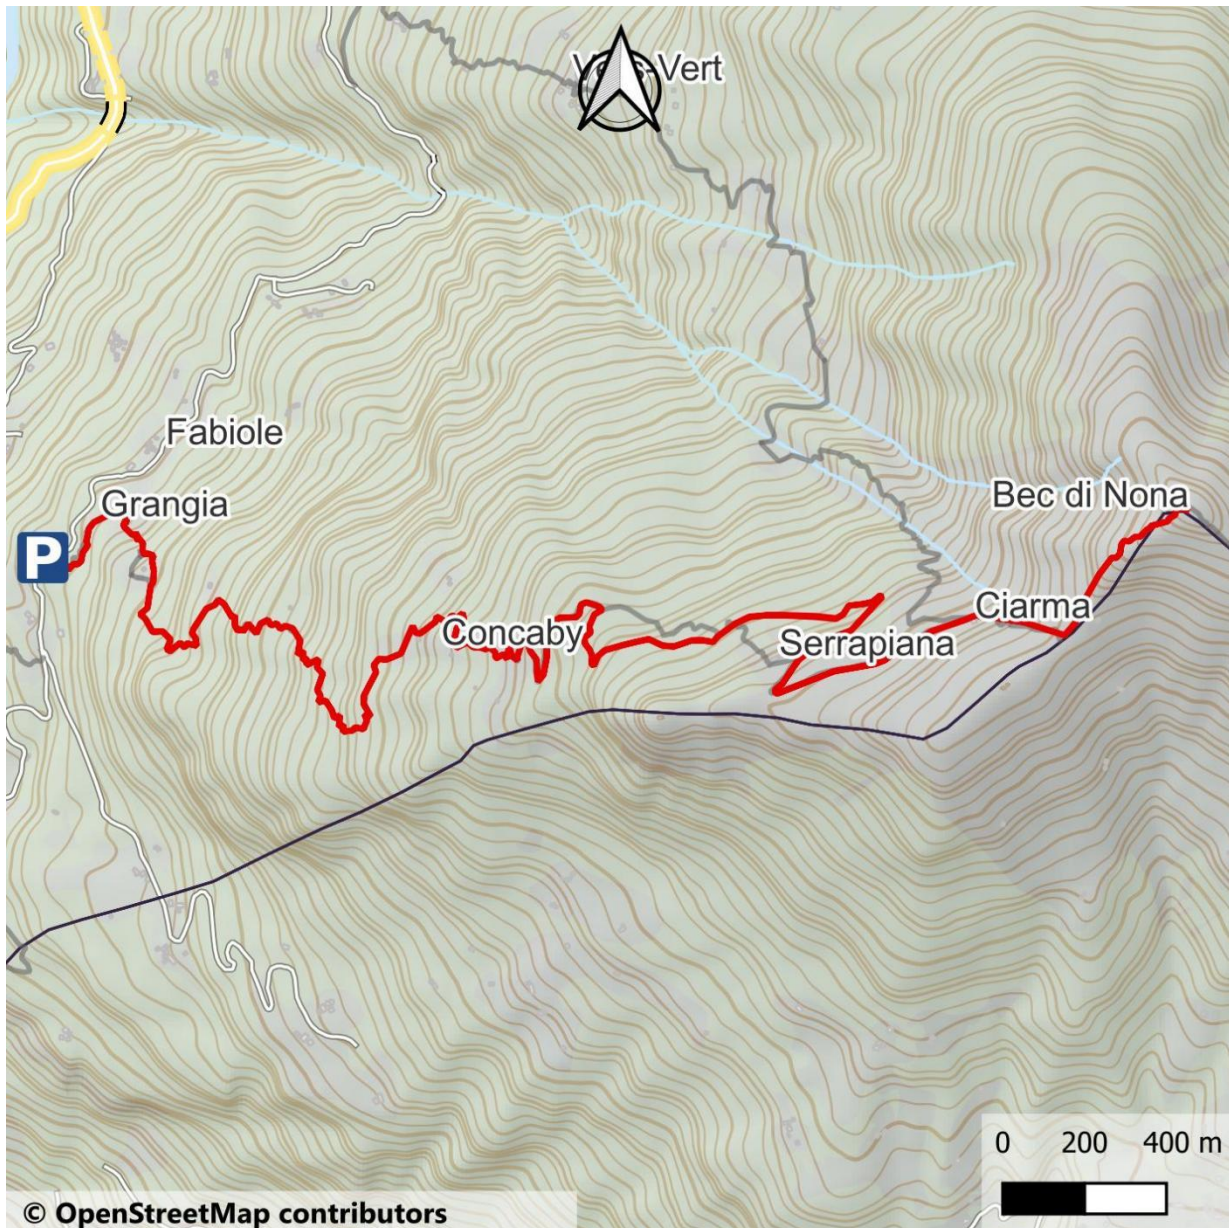 Vert
Fabiole
Grangia
P
Bec di Nona
Ciarma
Concaby
Serrapiana
0 200 400 m
© OpenStreetMap contributors